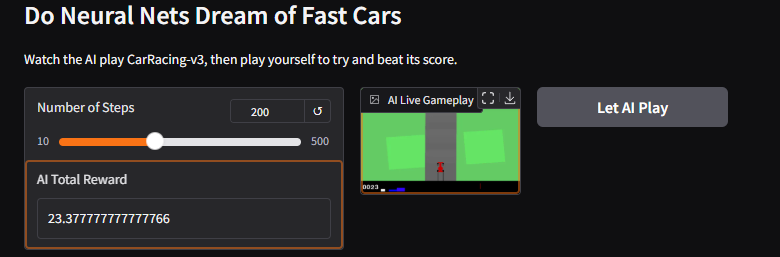 Do Neural Nets Dream of Fast Cars
Watch the AI play CarRacing-v3, then play yourself to try and beat its score.
Number of Steps
200
↺
10
500
AI Total Reward
23.377777777777766
AI Live Gameplay
0023
Let AI Play